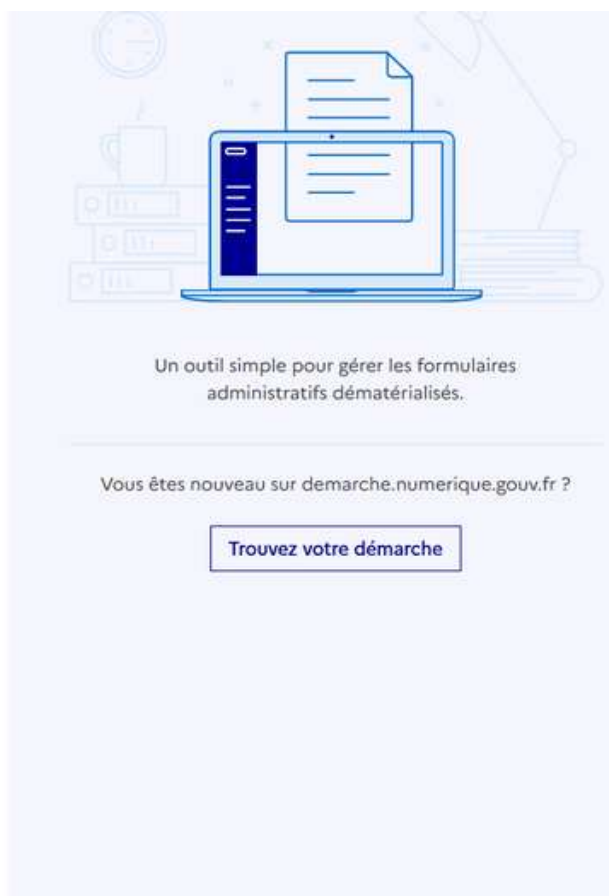 Un outil simple pour gérer les formulaires
administratifs dématérialisés.
Vous êtes nouveau sur demarche.numerique.gouv.fr ?
Trouvez votre démarche